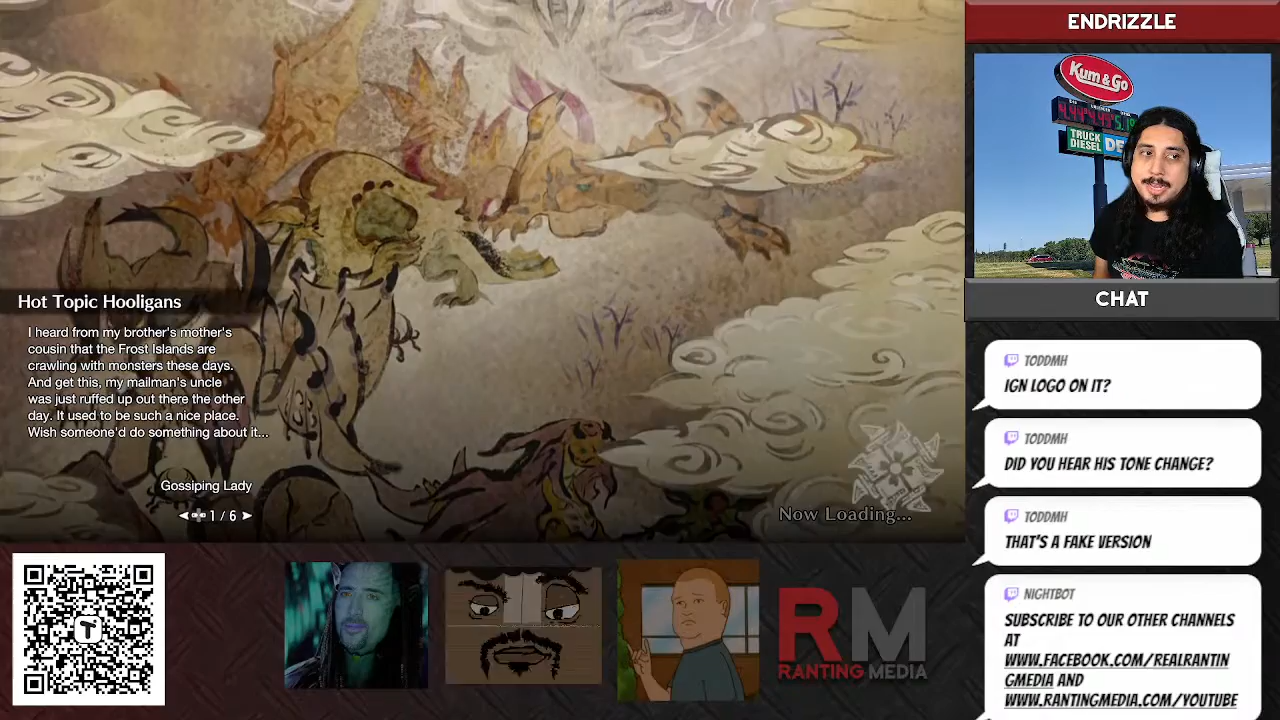 ENDRIZZLE
Kum & Go
TRUCK
DIESEL
CHAT
Hot Topic Hooligans
I heard from my brother's mother's
cousin that the Frost Islands are
crawling with monsters these days.
And get this, my mailman's uncle
was just ruffed up out there the other
day. It used to be such a nice place.
Wish someone'd do something about it...
Gossiping Lady
1 / 6
Now Loading...
TODDMH
IGN LOGO ON IT?
TODDMH
DID YOU HEAR HIS TONE CHANGE?
TODDMH
THAT'S A FAKE VERSION
NIGHTBOT
SUBSCRIBE TO OUR OTHER CHANNELS
AT
WWW.FACEBOOK.COM/REALRANTIN
GMEDIA AND
WWW.RANTINGMEDIA.COM/YOUTUBE
T
RM
RANTING MEDIA